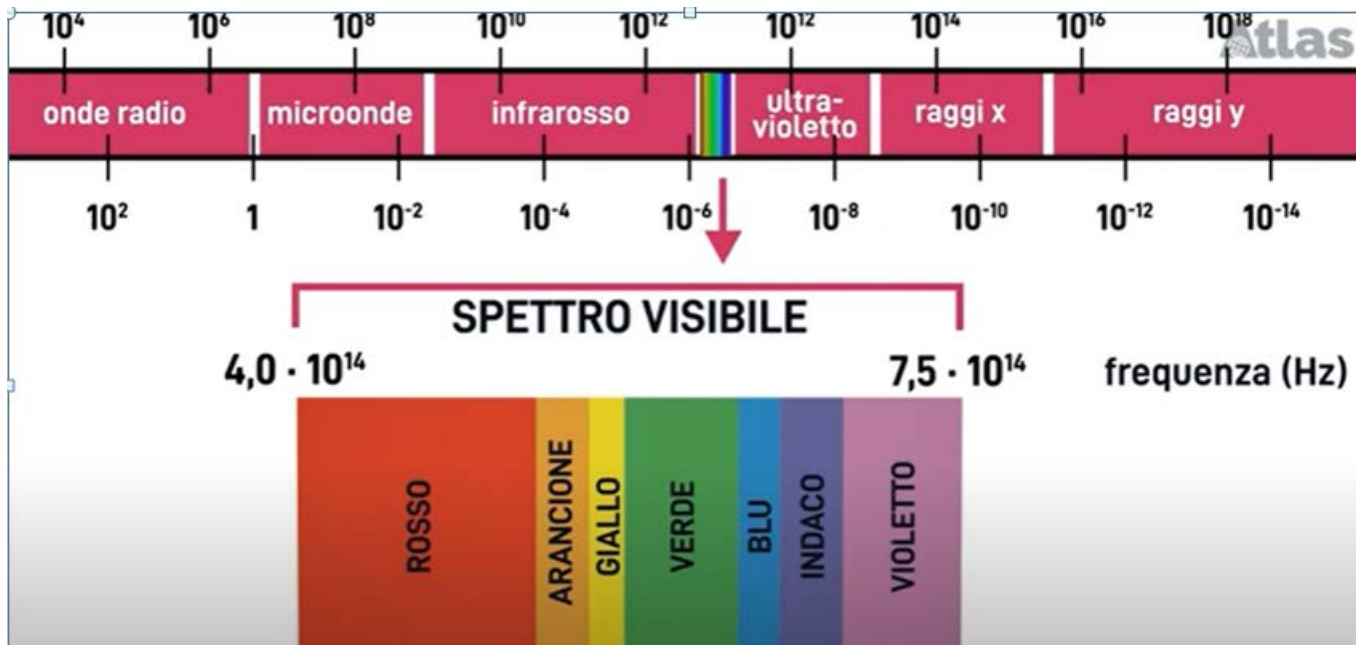 10⁴ 10⁶ 10⁸ 10¹⁰ 10¹² 10¹² 10¹⁴ 10¹⁶ 10¹⁸
Atlas
onde radio microonde infrarosso ultra-
violetto raggi x raggi y
10² 1 10⁻² 10⁻⁴ 10⁻⁶ 10⁻⁸ 10⁻¹⁰ 10⁻¹² 10⁻¹⁴
SPETTRO VISIBILE
4,0 · 10¹⁴ 7,5 · 10¹⁴ frequenza (Hz)
ROSSO ARANCIONE GIALLO VERDE BLU INDACO VIOLETTO